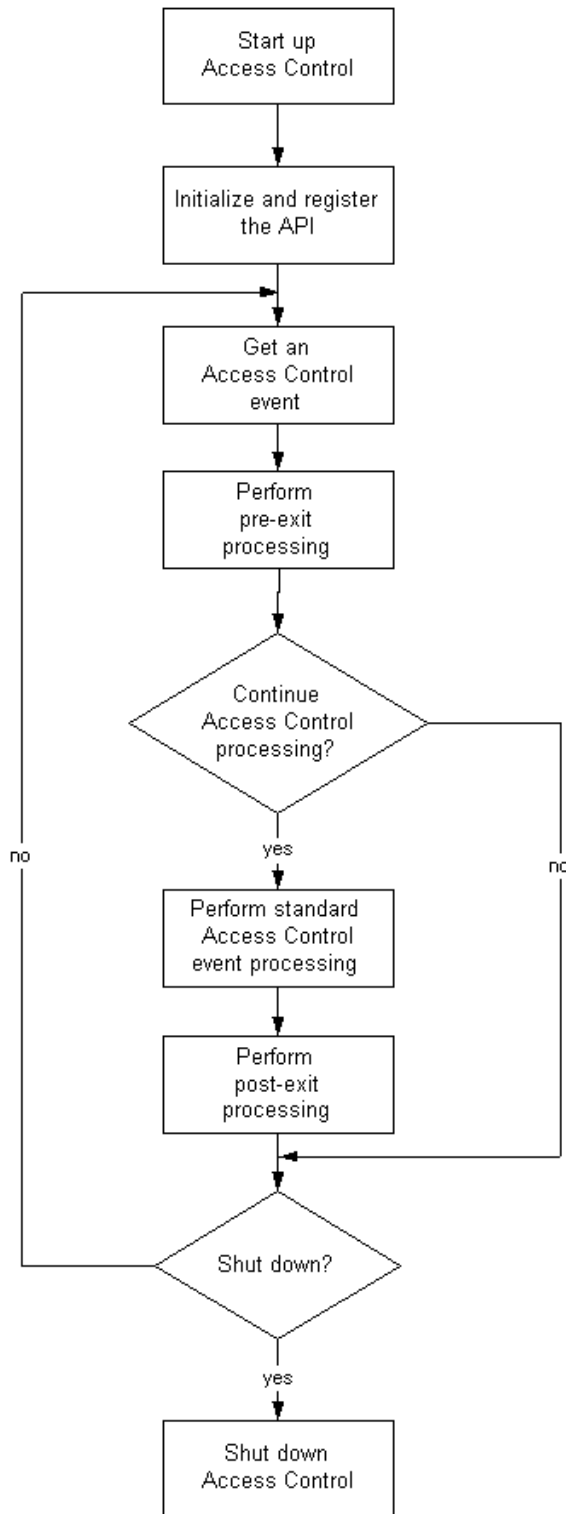 Start up
Access Control
Initialize and register
the API
Get an
Access Control
event
Perform
pre-exit
processing
Continue
Access Control
processing?
yes
no
no
Perform standard
Access Control
event processing
Perform
post-exit
processing
Shut down?
yes
Shut down
Access Control